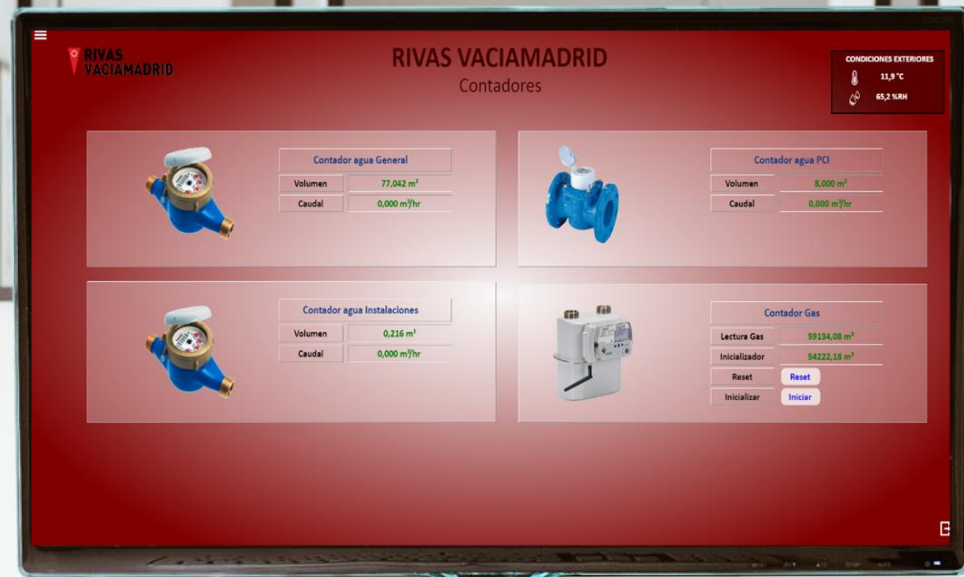 RIVAS
VACIAMADRID
RIVAS VACIAMADRID
Contadores
CONDICIONES EXTERIORES
11,9 °C
65,2 %RH
Contador agua General
Volumen 77,042 m³
Caudal 0,000 m³/hr
Contador agua PCI
Volumen 8,000 m³
Caudal 0,000 m³/hr
Contador agua Instalaciones
Volumen 0,216 m³
Caudal 0,000 m³/hr
Contador Gas
Lectura Gas 59134,08 m³
Inicializador 54222,18 m³
Reset Reset
Inicializar Iniciar